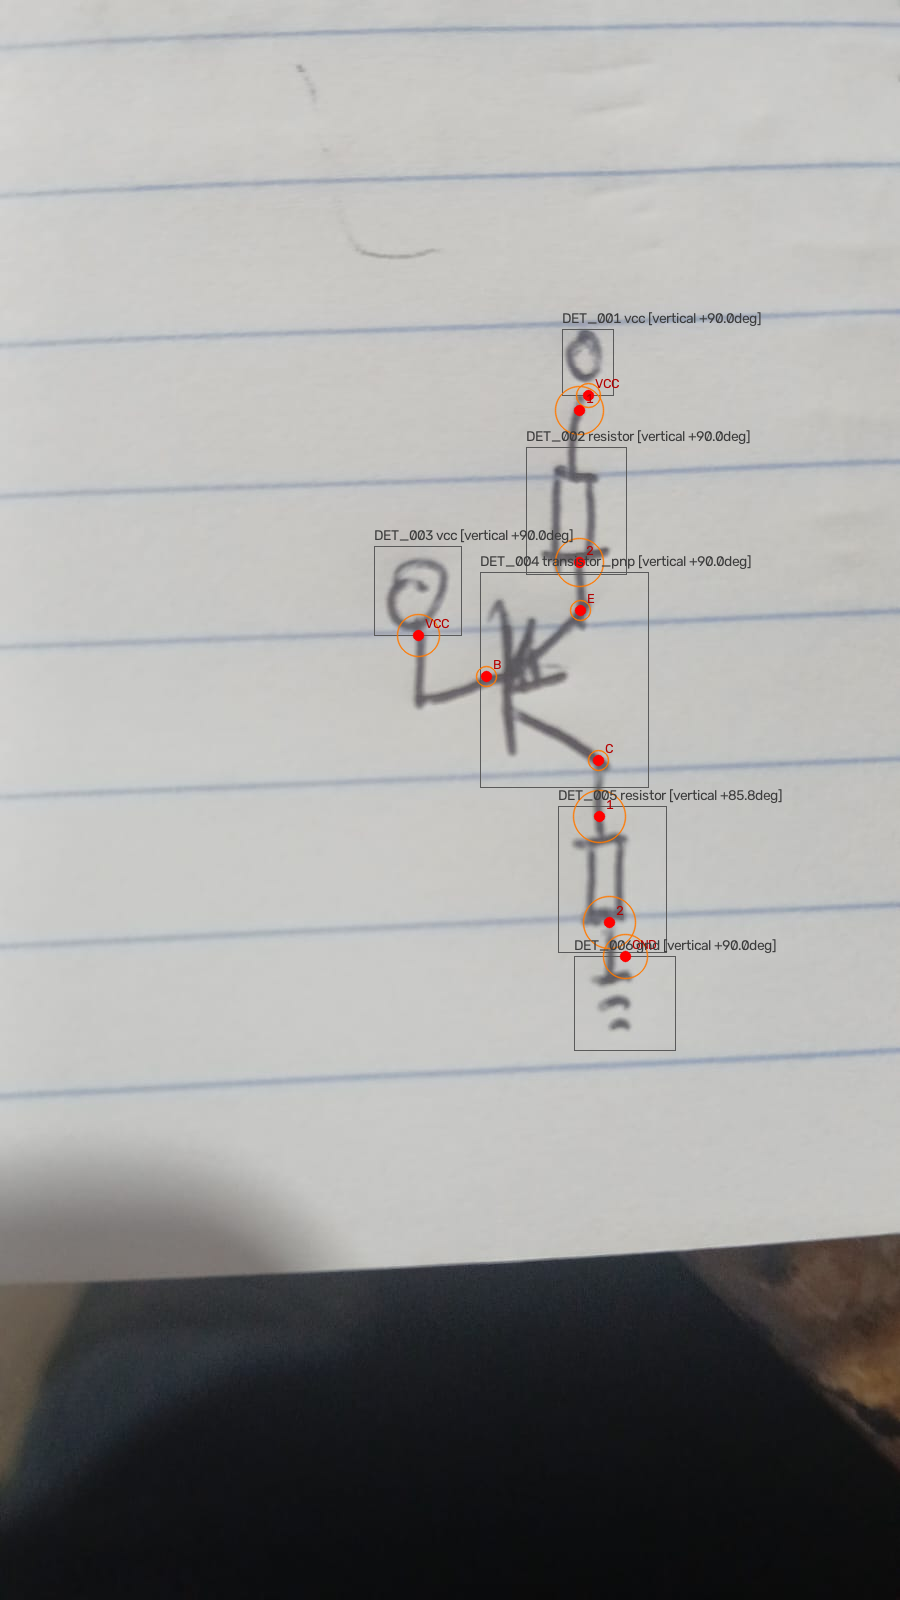 DET_001 vcc [vertical +90.0deg]
VCC
1
DET_002 resistor [vertical +90.0deg]
DET_003 vcc [vertical +90.0deg]
2
DET_004 transistor_pnp [vertical +90.0deg]
E
VCC
B
C
DET_005 resistor [vertical +85.8deg]
1
2
DET_006 gnd [vertical +90.0deg]
GND